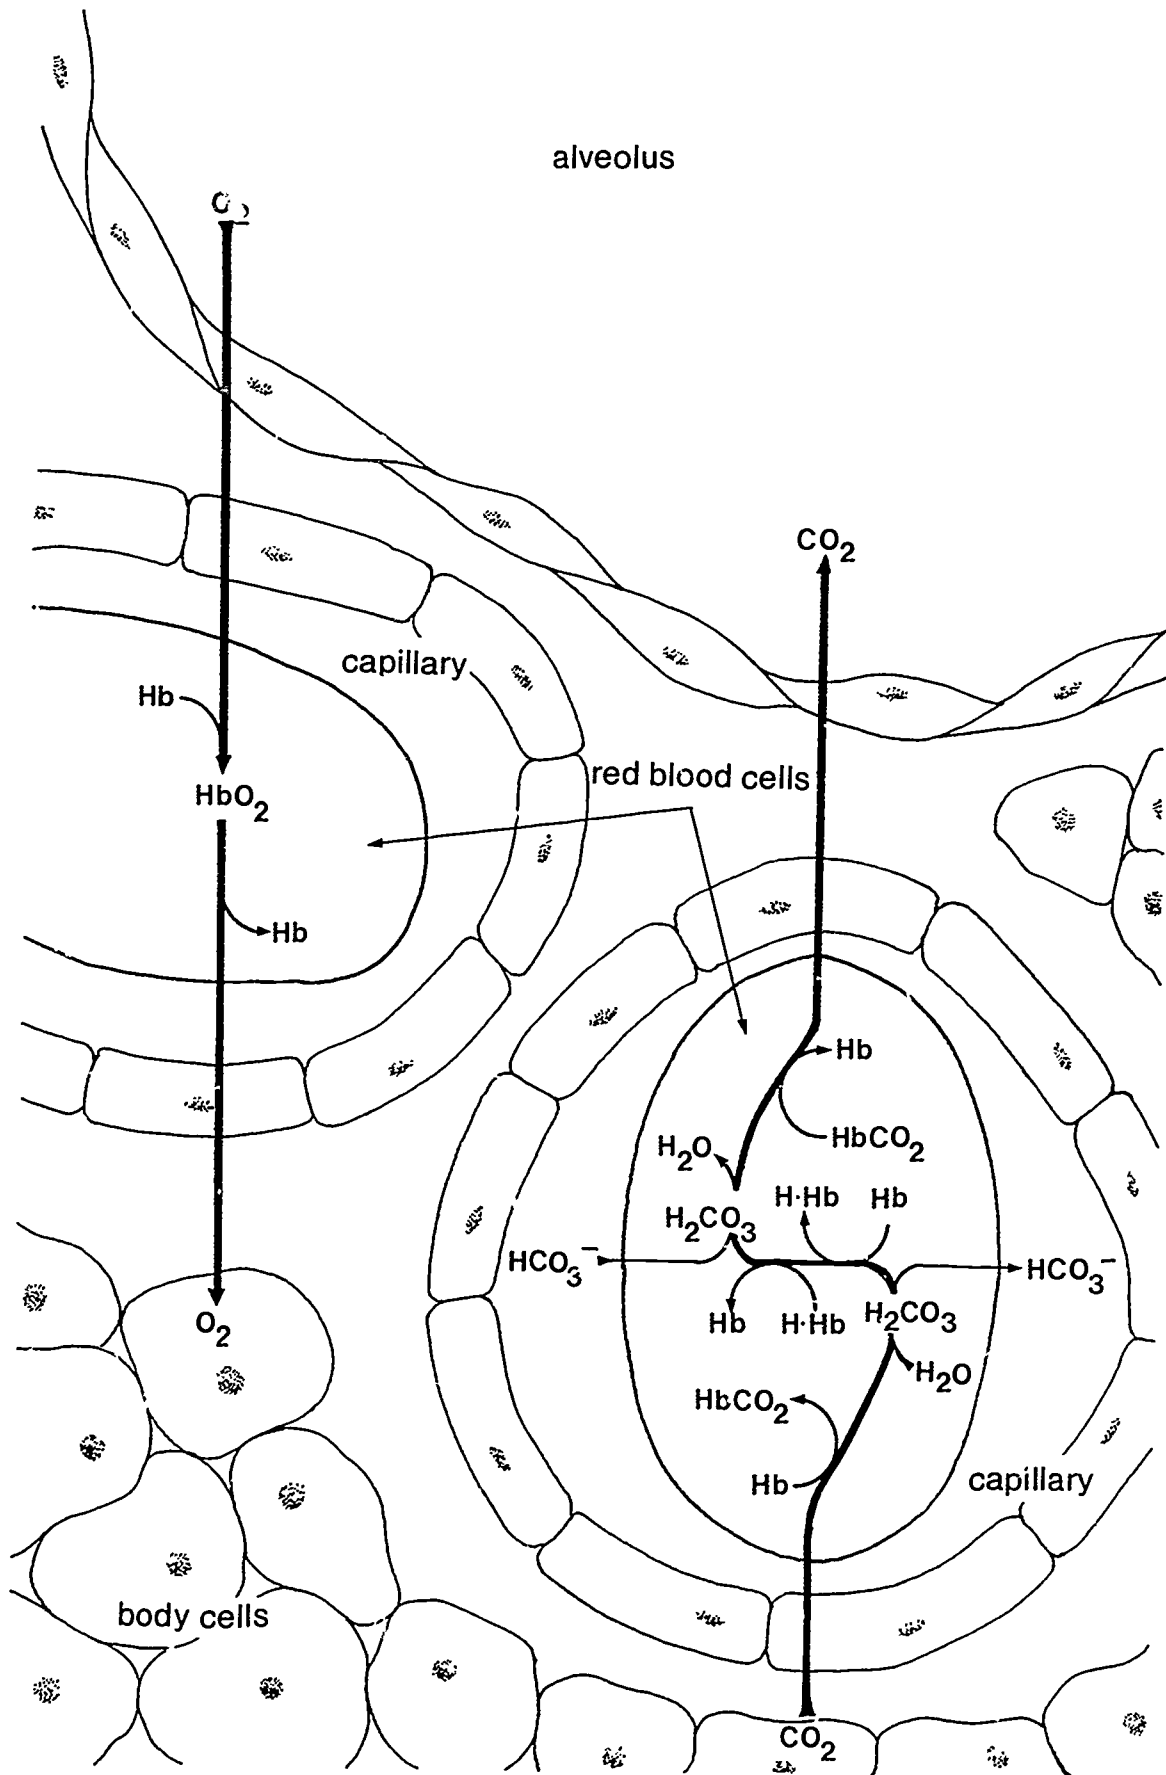 alveolus
O2
CO2
capillary
Hb
red blood cells
HbO2
Hb
Hb
HbCO2
H2O
H·Hb
Hb
H2CO3
HCO3−
HCO3−
Hb
H·Hb
H2CO3
H2O
HbCO2
Hb
capillary
O2
body cells
CO2